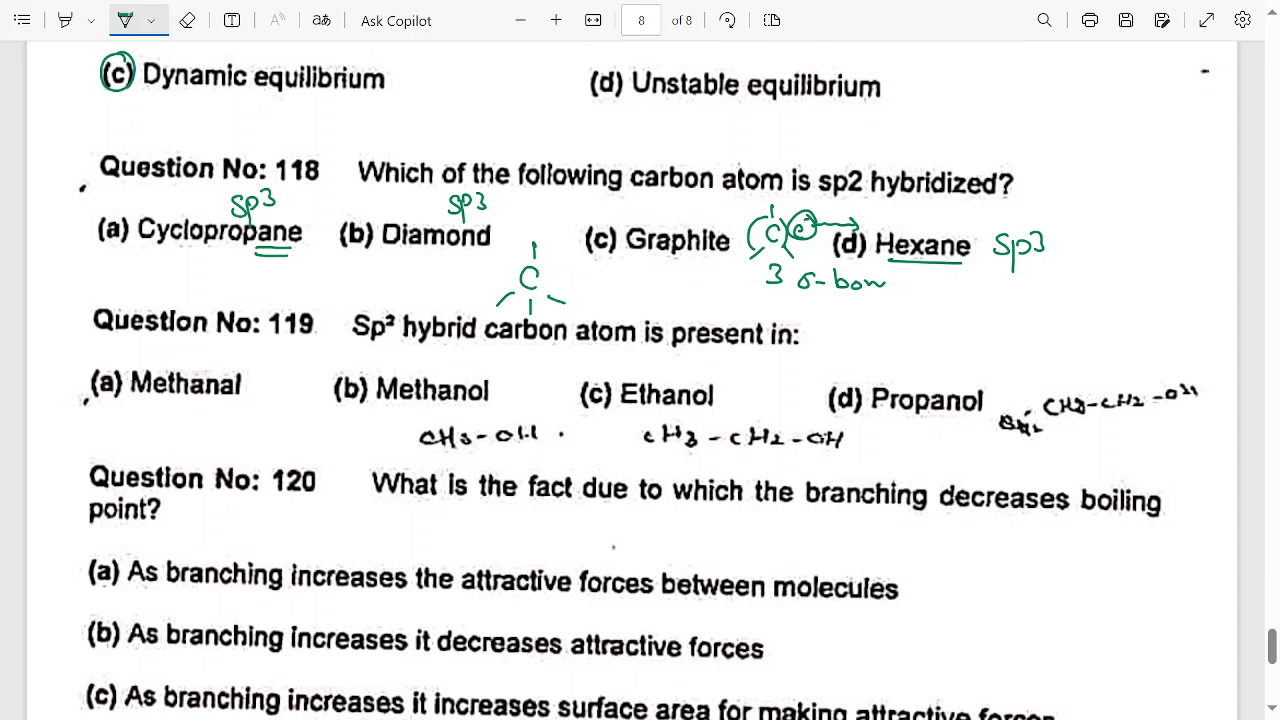 Ask Copilot
8 of 8
(c) Dynamic equilibrium (d) Unstable equilibrium
Question No: 118 Which of the following carbon atom is sp2 hybridized?
sp3 sp3
(a) Cyclopropane (b) Diamond (c) Graphite C e (d) Hexane sp3
C 3 σ-bon
Question No: 119 Sp² hybrid carbon atom is present in:
(a) Methanal (b) Methanol (c) Ethanol (d) Propanol CH3-CH2-OH
CH3-OH CH3-CH2-OH
Question No: 120 What is the fact due to which the branching decreases boiling
point?
(a) As branching increases the attractive forces between molecules
(b) As branching increases it decreases attractive forces
(c) As branching increases it increases surface area for making attractive forces